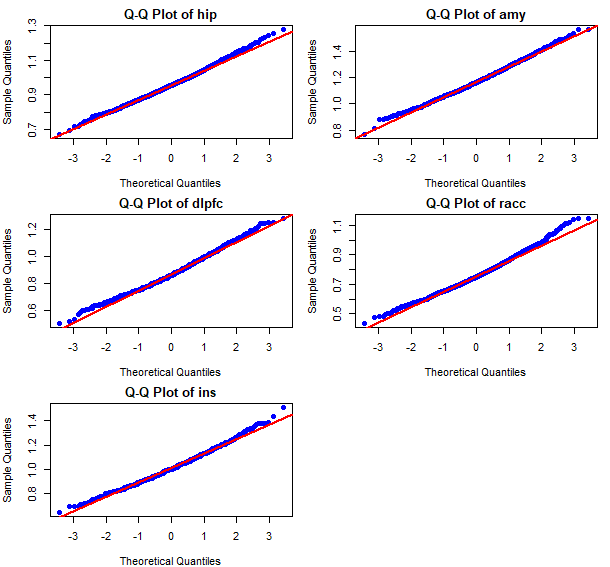 Q-Q Plot of hip
Sample Quantiles
0.7 0.9 1.1 1.3
-3 -2 -1 0 1 2 3
Theoretical Quantiles
Q-Q Plot of amy
Sample Quantiles
0.8 1.0 1.2 1.4
-3 -2 -1 0 1 2 3
Theoretical Quantiles
Q-Q Plot of dlpfc
Sample Quantiles
0.6 0.8 1.0 1.2
-3 -2 -1 0 1 2 3
Theoretical Quantiles
Q-Q Plot of racc
Sample Quantiles
0.5 0.7 0.9 1.1
-3 -2 -1 0 1 2 3
Theoretical Quantiles
Q-Q Plot of ins
Sample Quantiles
0.8 1.0 1.2 1.4
-3 -2 -1 0 1 2 3
Theoretical Quantiles